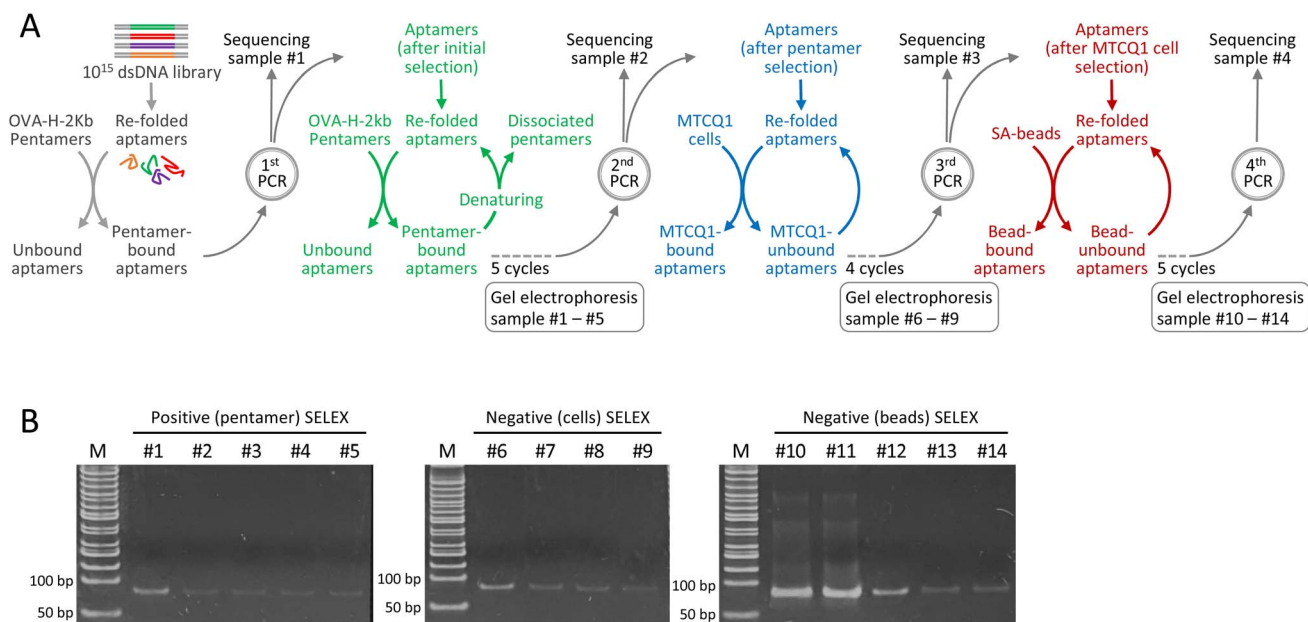 A
10¹⁵ dsDNA library
OVA-H-2Kb
Pentamers
Re-folded
aptamers
Unbound
aptamers
Pentamer-
bound
aptamers
1st
PCR
Sequencing
sample #1
Aptamers
(after initial
selection)
OVA-H-2kb
Pentamers
Re-folded
aptamers
Dissociated
pentamers
Denaturing
Unbound
aptamers
Pentamer-
bound
aptamers
5 cycles
Gel electrophoresis
sample #1 – #5
2nd
PCR
Sequencing
sample #2
Aptamers
(after pentamer
selection)
MTCQ1
cells
Re-folded
aptamers
MTCQ1-
bound
aptamers
MTCQ1-
unbound
aptamers
4 cycles
Gel electrophoresis
sample #6 – #9
3rd
PCR
Sequencing
sample #3
Aptamers
(after MTCQ1 cell
selection)
SA-beads
Re-folded
aptamers
Bead-
bound
aptamers
Bead-
unbound
aptamers
5 cycles
Gel electrophoresis
sample #10 – #14
4th
PCR
Sequencing
sample #4
B
Positive (pentamer) SELEX
M #1 #2 #3 #4 #5
100 bp
50 bp
Negative (cells) SELEX
M #6 #7 #8 #9
100 bp
50 bp
Negative (beads) SELEX
M #10 #11 #12 #13 #14
100 bp
50 bp